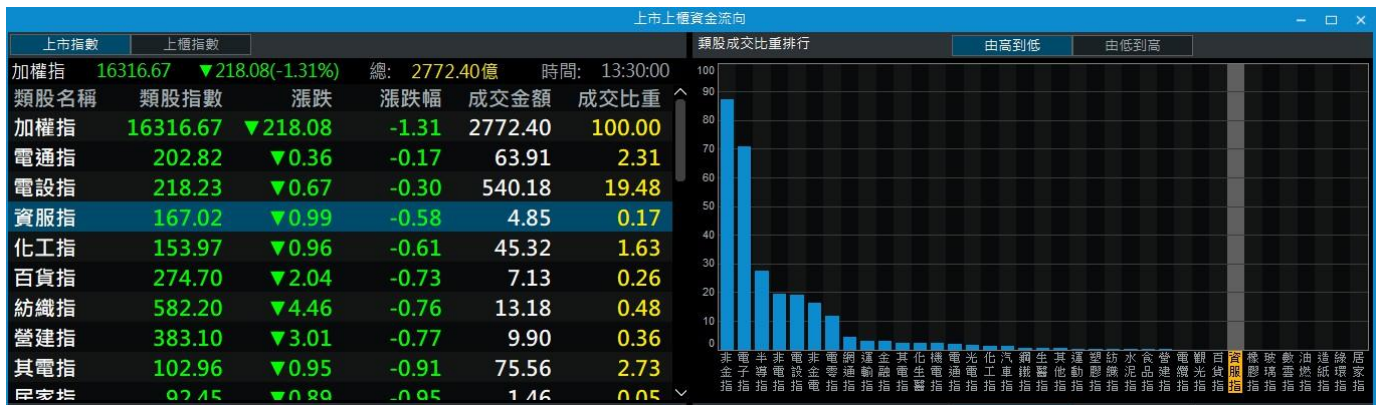 上市上櫃資金流向
上市指數 上櫃指數
加權指 16316.67 ▼218.08(-1.31%) 總: 2772.40億 時間: 13:30:00
類股名稱 類股指數 漲跌 漲跌幅 成交金額 成交比重
加權指 16316.67 ▼218.08 -1.31 2772.40 100.00
電通指 202.82 ▼0.36 -0.17 63.91 2.31
電設指 218.23 ▼0.67 -0.30 540.18 19.48
資服指 167.02 ▼0.99 -0.58 4.85 0.17
化工指 153.97 ▼0.96 -0.61 45.32 1.63
百貨指 274.70 ▼2.04 -0.73 7.13 0.26
紡織指 582.20 ▼4.46 -0.76 13.18 0.48
營建指 383.10 ▼3.01 -0.77 9.90 0.36
其電指 102.96 ▼0.95 -0.91 75.56 2.73
居家指 92.45 ▼0.89 -0.95 1.46 0.05
類股成交比重排行 由高到低 由低到高
100
90
80
70
60
50
40
30
20
10
0
非金指
電子指
半導指
非電指
電設指
非金電
電零指
網通指
運輸指
金融指
其電指
化生醫
機電指
電通指
光電指
化工指
汽車指
鋼鐵指
生醫指
其他指
運動指
塑膠指
紡織指
水泥指
食品指
營建指
電纜指
觀光指
百貨指
資服指
橡膠指
玻璃指
數雲指
油燃指
造紙指
綠環指
居家指